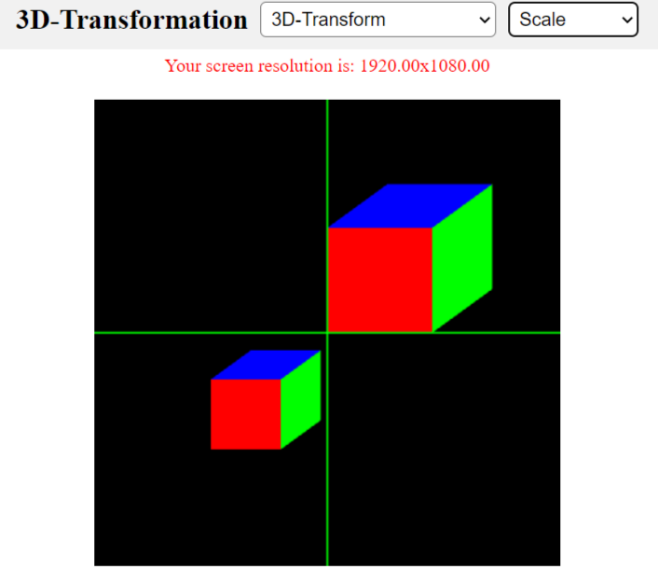 3D-Transformation 3D-Transform Scale
Your screen resolution is: 1920.00x1080.00